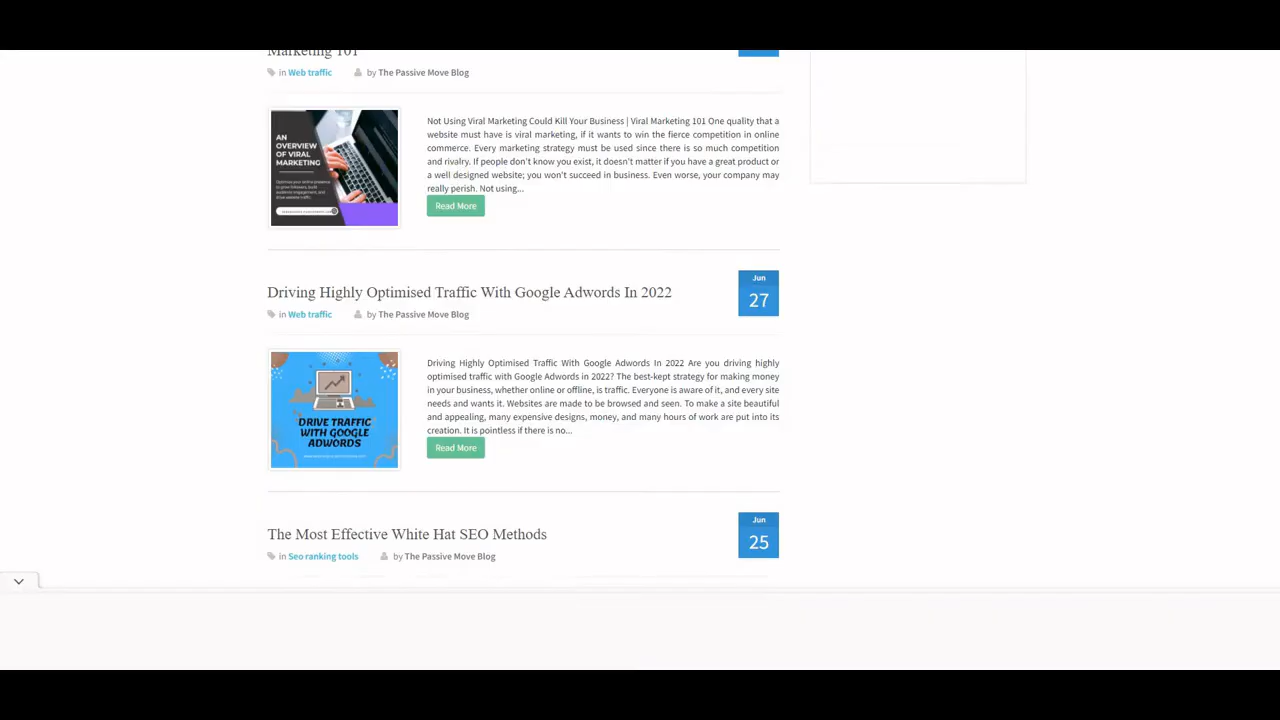 Marketing 101
in Web traffic by The Passive Move Blog
AN
OVERVIEW
OF VIRAL
MARKETING
Not Using Viral Marketing Could Kill Your Business | Viral Marketing 101 One quality that a
website must have is viral marketing, if it wants to win the fierce competition in online
commerce. Every marketing strategy must be used since there is so much competition
and rivalry. If people don't know you exist, it doesn't matter if you have a great product or
a well designed website; you won't succeed in business. Even worse, your company may
really perish. Not using...
Read More
Driving Highly Optimised Traffic With Google Adwords In 2022
Jun
27
in Web traffic by The Passive Move Blog
DRIVE TRAFFIC
WITH GOOGLE
ADWORDS
Driving Highly Optimised Traffic With Google Adwords In 2022 Are you driving highly
optimised traffic with Google Adwords in 2022? The best-kept strategy for making money
in your business, whether online or offline, is traffic. Everyone is aware of it, and every site
needs and wants it. Websites are made to be browsed and seen. To make a site beautiful
and appealing, many expensive designs, money, and many hours of work are put into its
creation. It is pointless if there is no...
Read More
The Most Effective White Hat SEO Methods
Jun
25
in Seo ranking tools by The Passive Move Blog